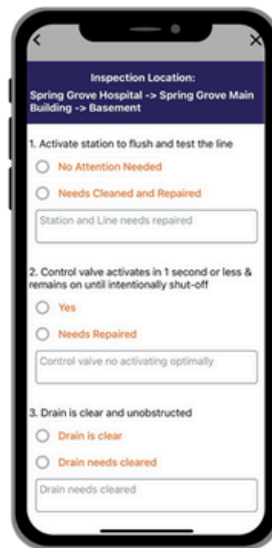 Inspection Location:
Spring Grove Hospital -> Spring Grove Main
Building -> Basement
1. Activate station to flush and test the line
No Attention Needed
Needs Cleaned and Repaired
Station and Line needs repaired
2. Control valve activates in 1 second or less &
remains on until intentionally shut-off
Yes
Needs Repaired
Control valve no activating optimally
3. Drain is clear and unobstructed
Drain is clear
Drain needs cleared
Drain needs cleared